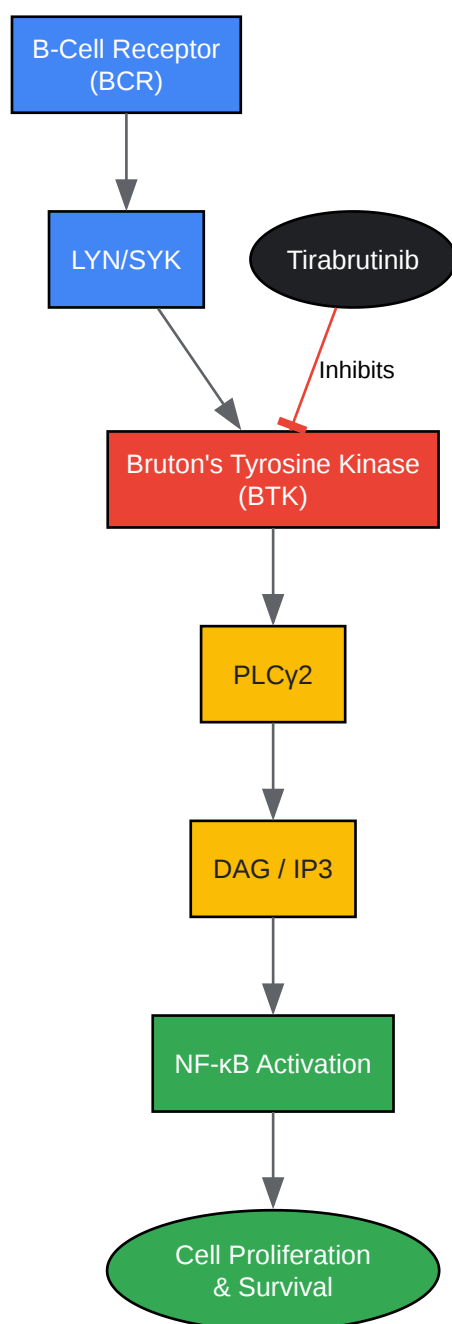 B-Cell Receptor
(BCR)
LYN/SYK
Tirabrutinib
Inhibits
Bruton's Tyrosine Kinase
(BTK)
PLCγ2
DAG / IP3
NF-κB Activation
Cell Proliferation
& Survival